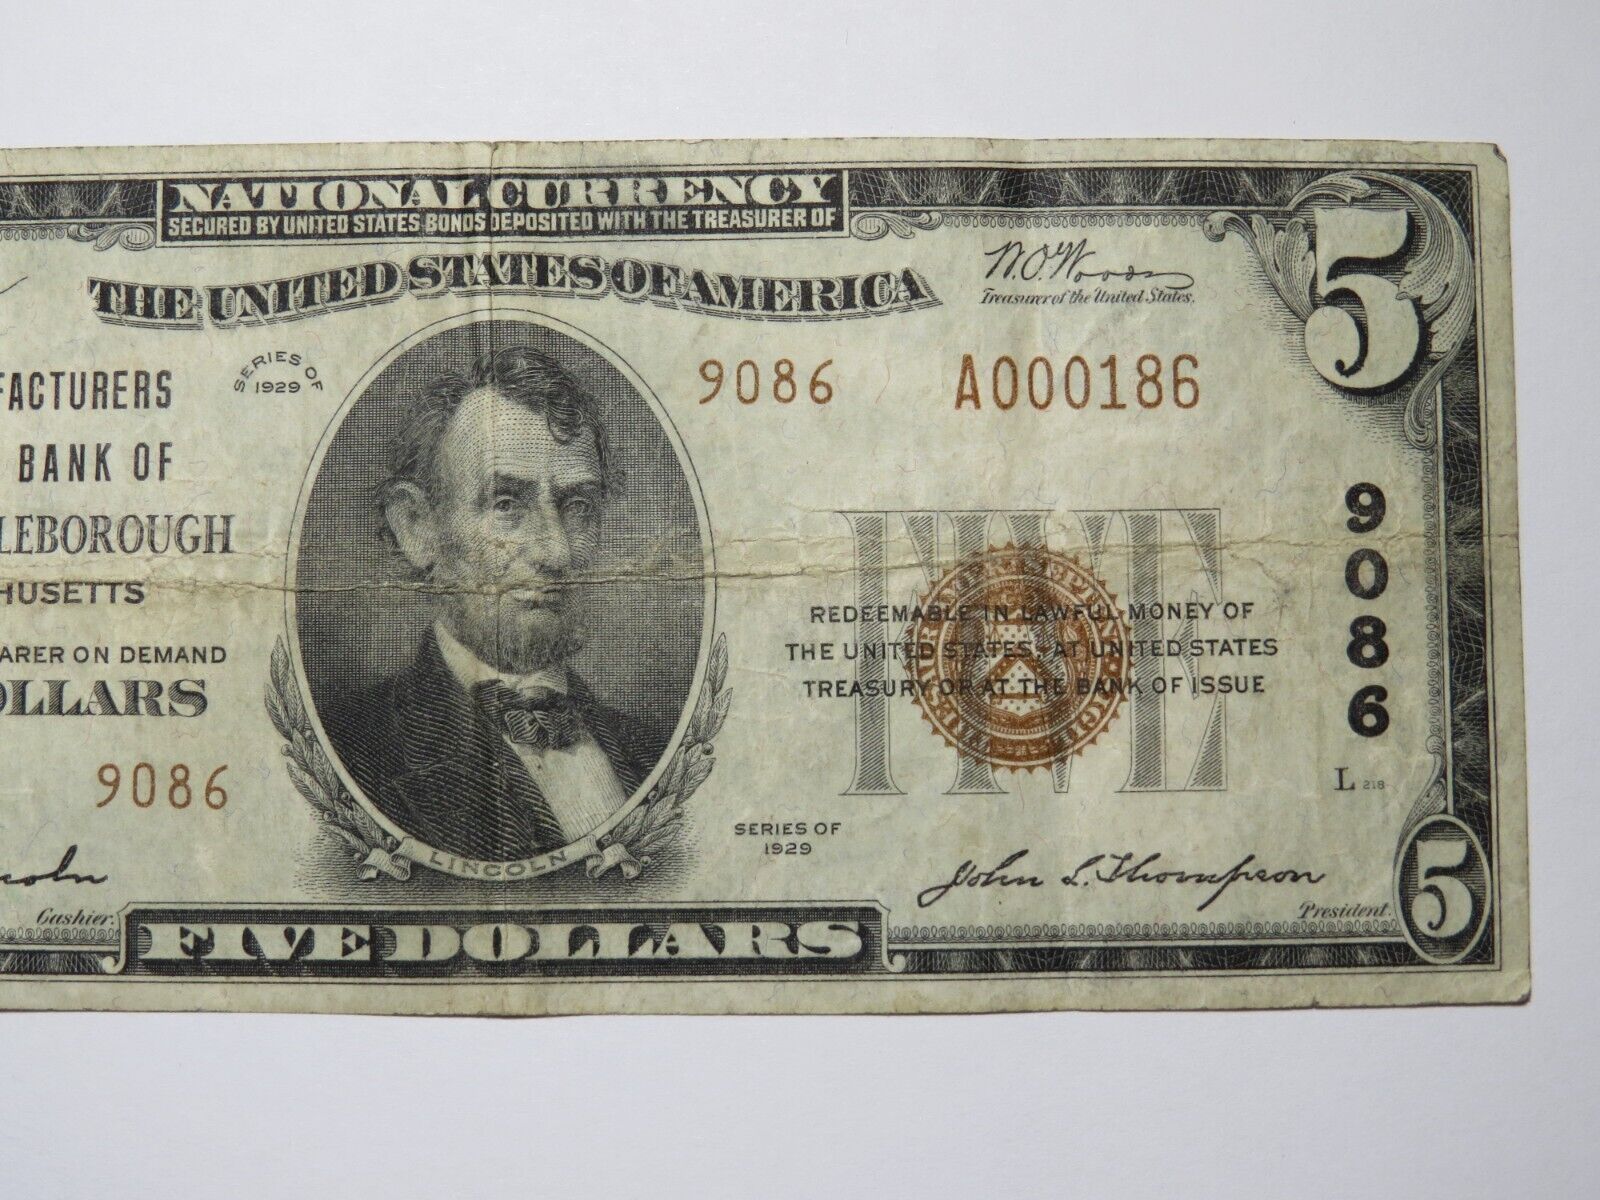 NATIONAL CURRENCY
SECURED BY UNITED STATES BONDS DEPOSITED WITH THE TREASURER OF
THE UNITED STATES OF AMERICA
W.O. Woods
Treasurer of the United States.
5
SERIES OF
1929
9086 A000186
FACTURERS
BANK OF
LEBOROUGH
HUSETTS
ARER ON DEMAND
OLLARS
9086
FIVE
REDEEMABLE IN LAWFUL MONEY OF
THE UNITED STATES AT UNITED STATES
TREASURY OR AT THE BANK OF ISSUE
9086
L 218
SERIES OF
1929
LINCOLN
Cashier.
John L. Thompson
President.
FIVE DOLLARS
5